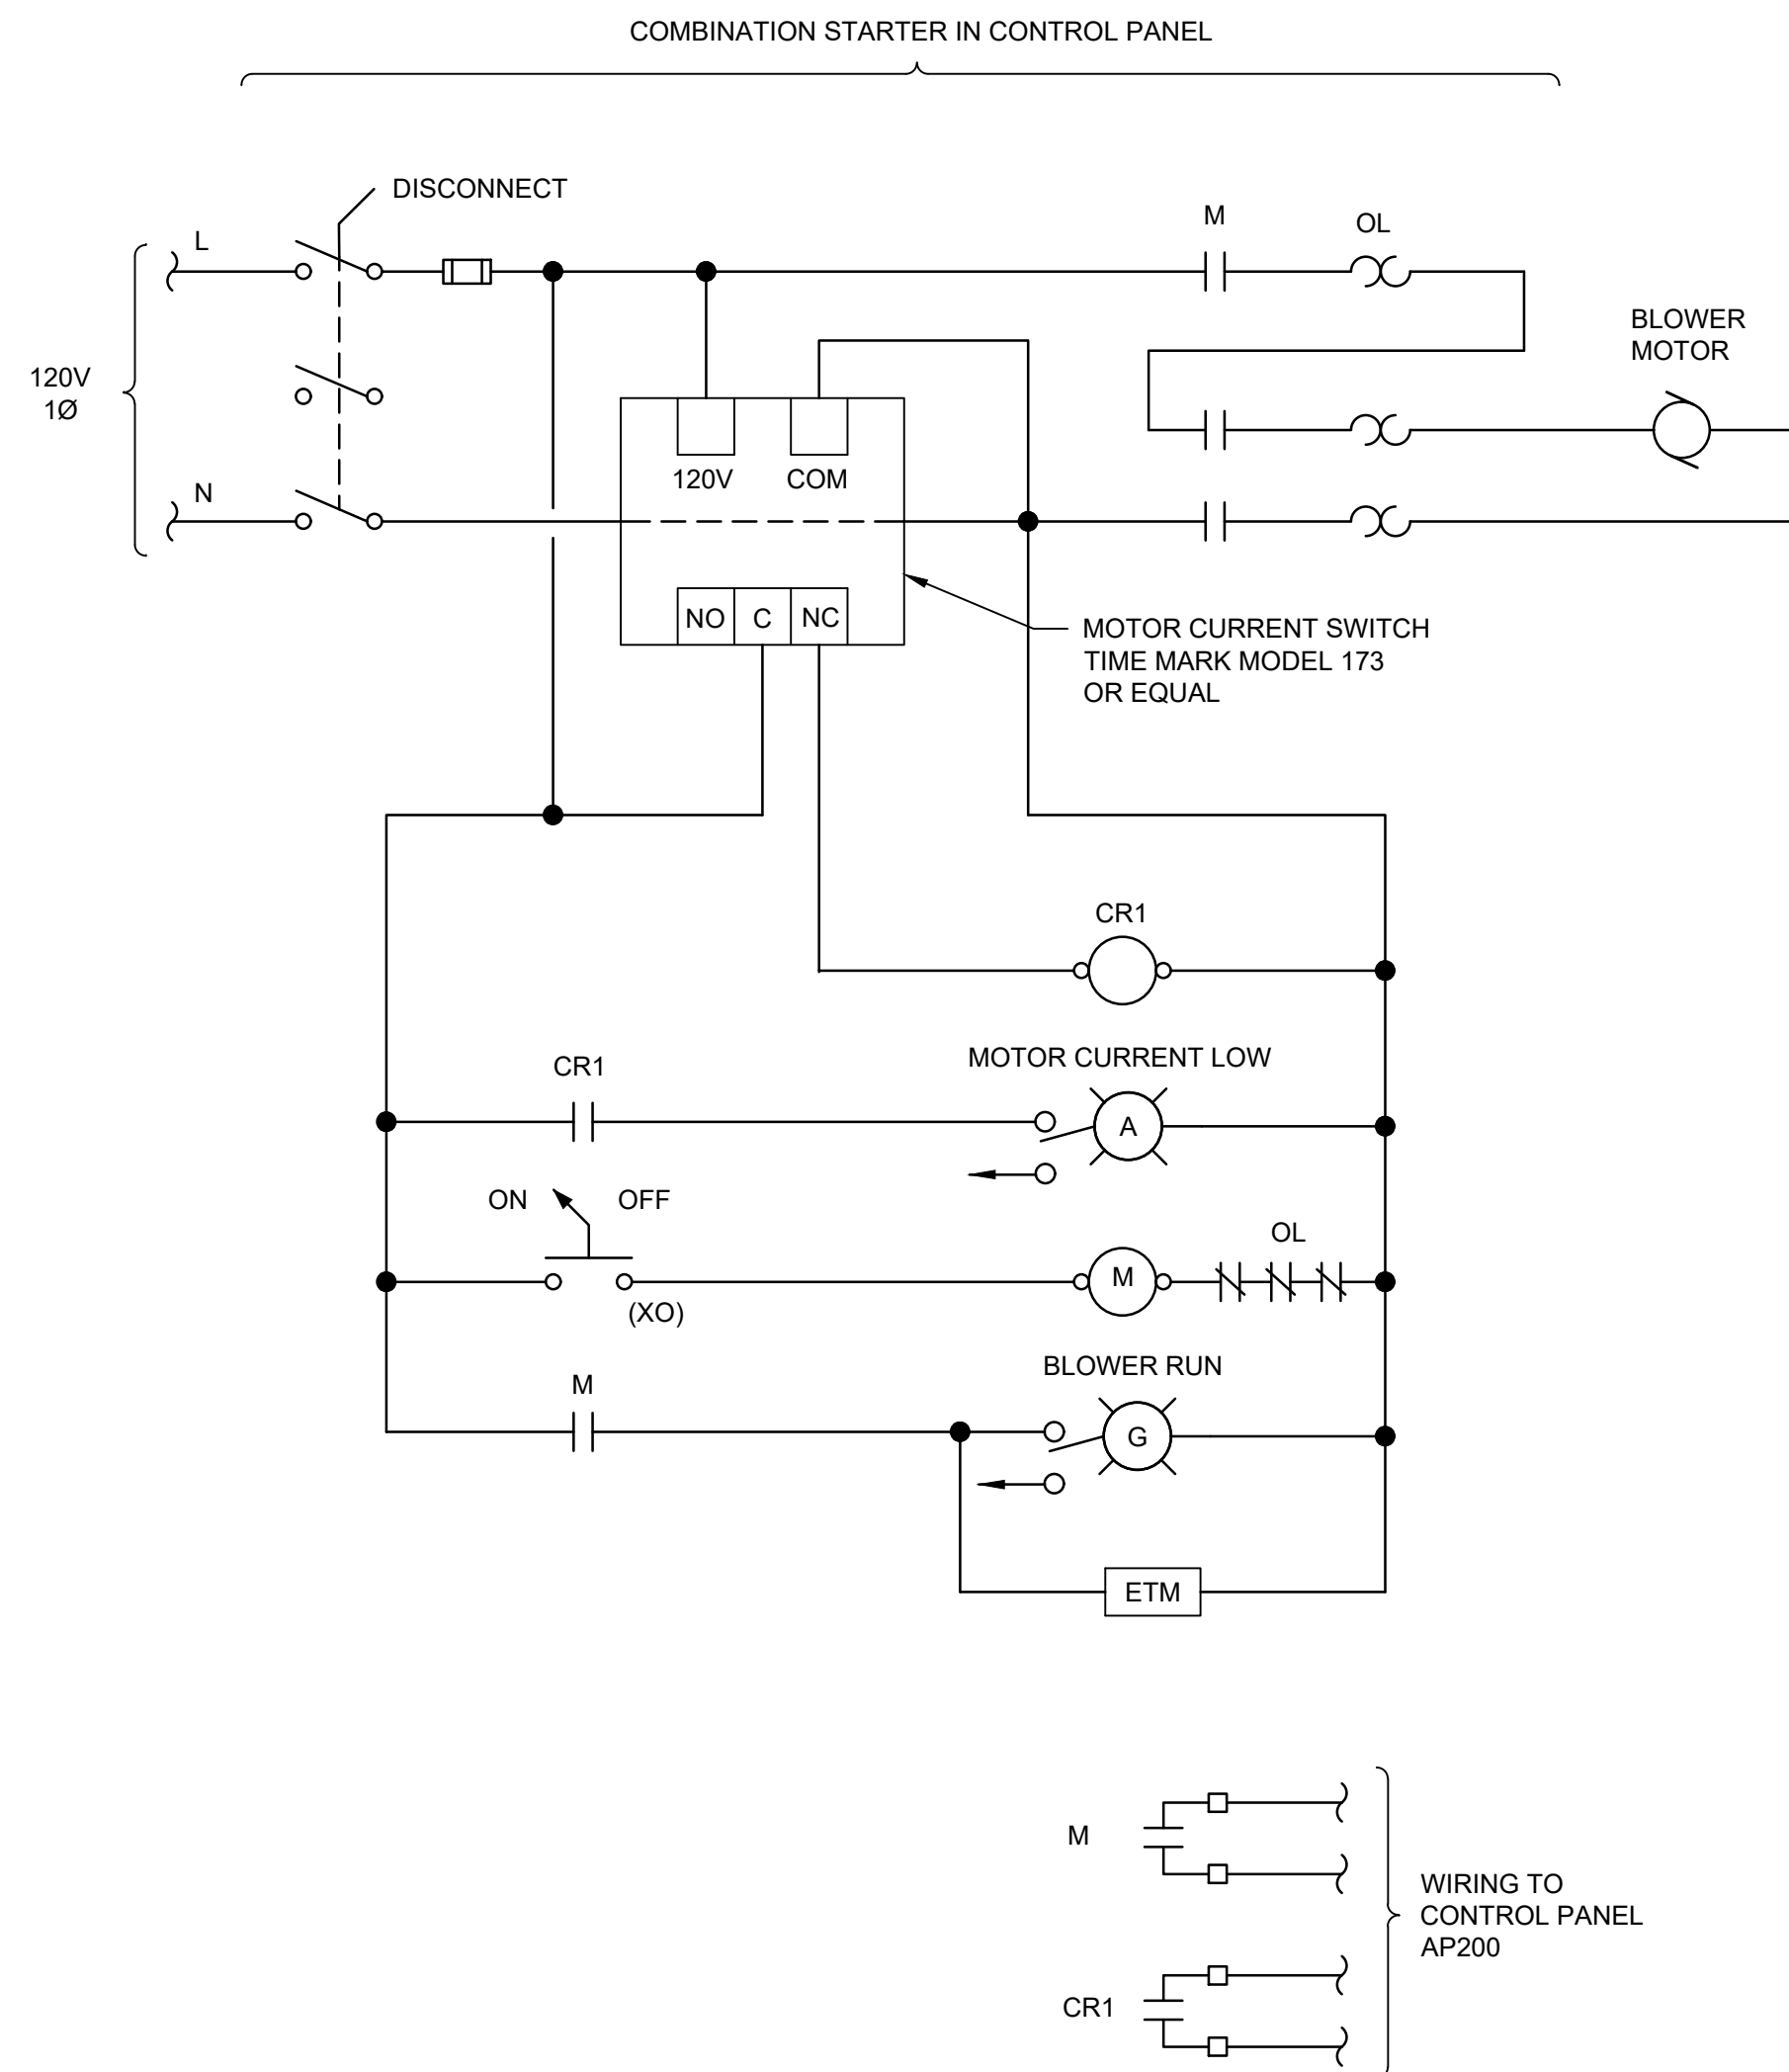 COMBINATION STARTER IN CONTROL PANEL
DISCONNECT
L
M
OL
BLOWER
MOTOR
120V
1Ø
120V
COM
N
NO
C
NC
MOTOR CURRENT SWITCH
TIME MARK MODEL 173
OR EQUAL
CR1
MOTOR CURRENT LOW
CR1
A
ON
OFF
OL
M
(XO)
BLOWER RUN
M
G
ETM
M
WIRING TO
CONTROL PANEL
AP200
CR1